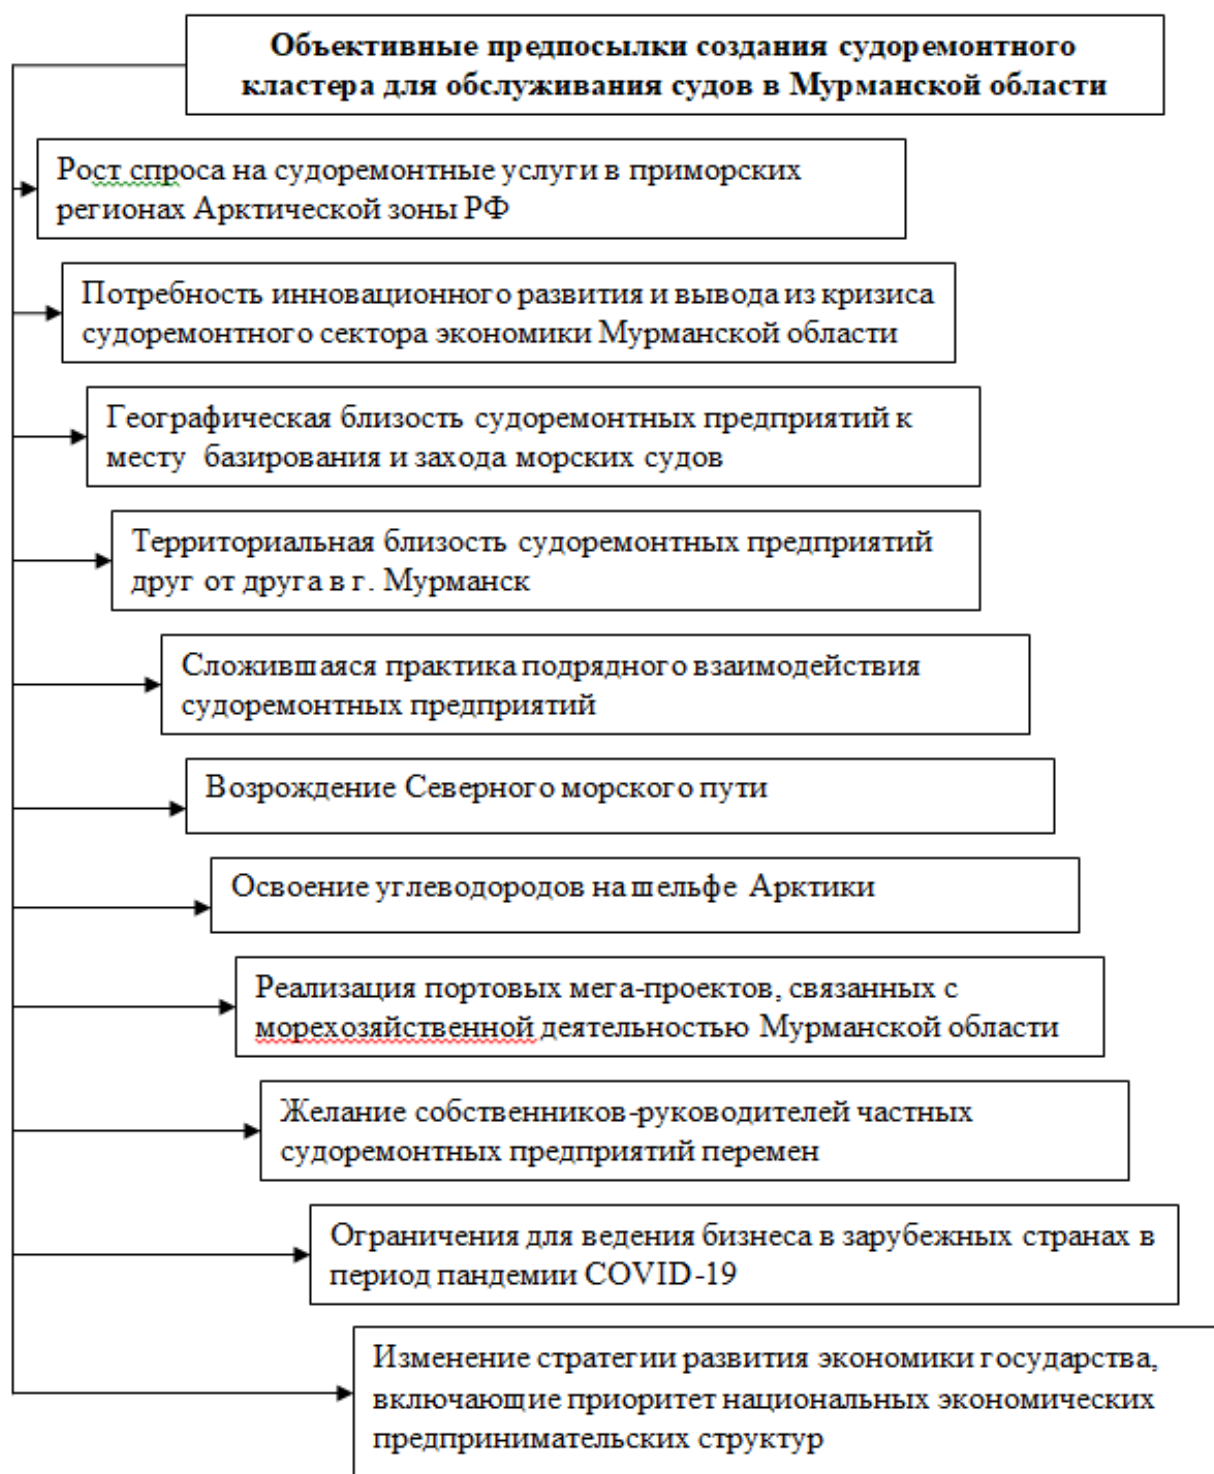 Объективные предпосылки создания судоремонтного
кластера для обслуживания судов в Мурманской области
Рост спроса на судоремонтные услуги в приморских
регионах Арктической зоны РФ
Потребность инновационного развития и вывода из кризиса
судоремонтного сектора экономики Мурманской области
Географическая близость судоремонтных предприятий к
месту базирования и захода морских судов
Территориальная близость судоремонтных предприятий
друг от друга в г. Мурманск
Сложившаяся практика подрядного взаимодействия
судоремонтных предприятий
Возрождение Северного морского пути
Освоение углеводородов на шельфе Арктики
Реализация портовых мега-проектов, связанных с
морехозяйственной деятельностью Мурманской области
Желание собственников-руководителей частных
судоремонтных предприятий перемен
Ограничения для ведения бизнеса в зарубежных странах в
период пандемии COVID-19
Изменение стратегии развития экономики государства,
включающие приоритет национальных экономических
предпринимательских структур